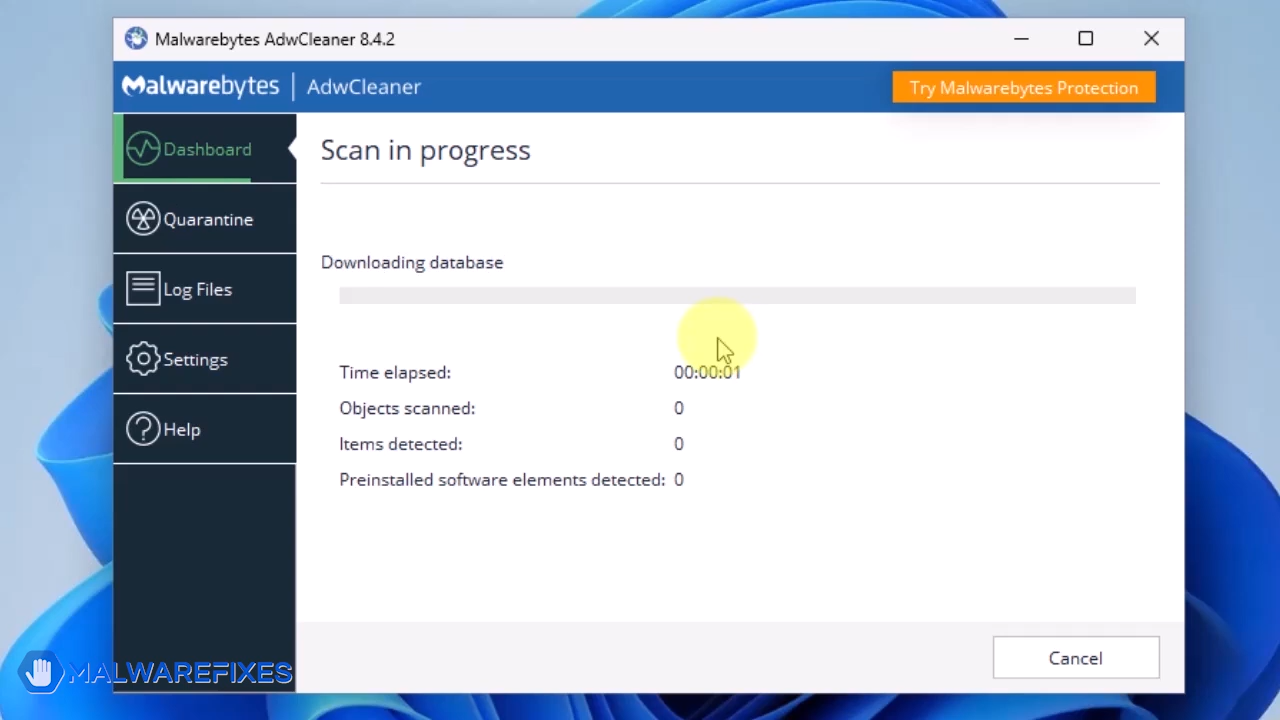 Malwarebytes AdwCleaner 8.4.2
Malwarebytes | AdwCleaner
Try Malwarebytes Protection
Dashboard
Quarantine
Log Files
Settings
Help
Scan in progress
Downloading database
Time elapsed: 00:00:01
Objects scanned: 0
Items detected: 0
Preinstalled software elements detected: 0
Cancel
MALWAREFIXES